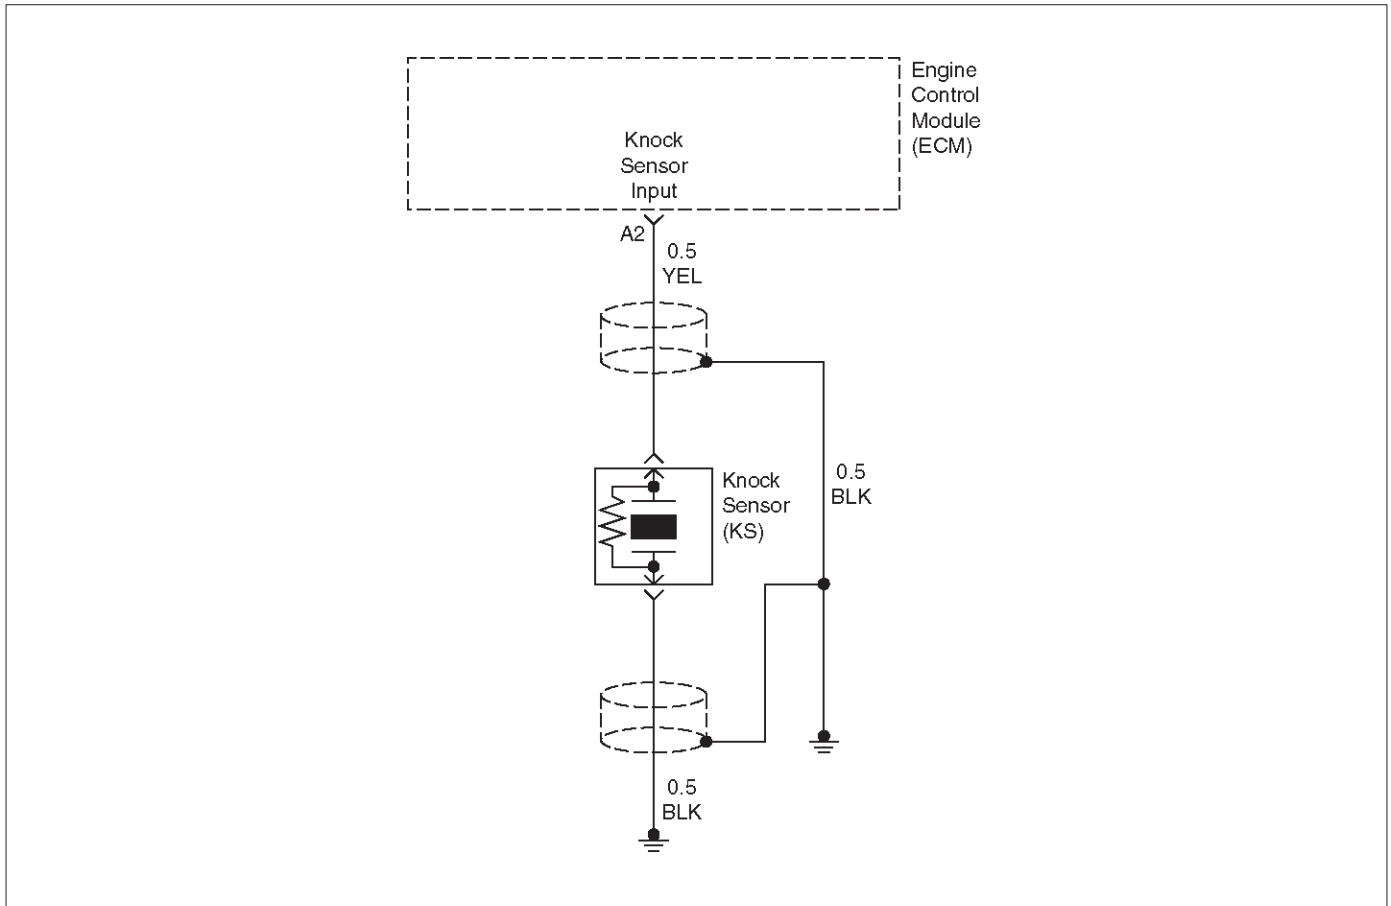 Engine
Control
Module
(ECM)
Knock
Sensor
Input
A2
0.5
YEL
Knock
Sensor
(KS)
0.5
BLK
0.5
BLK